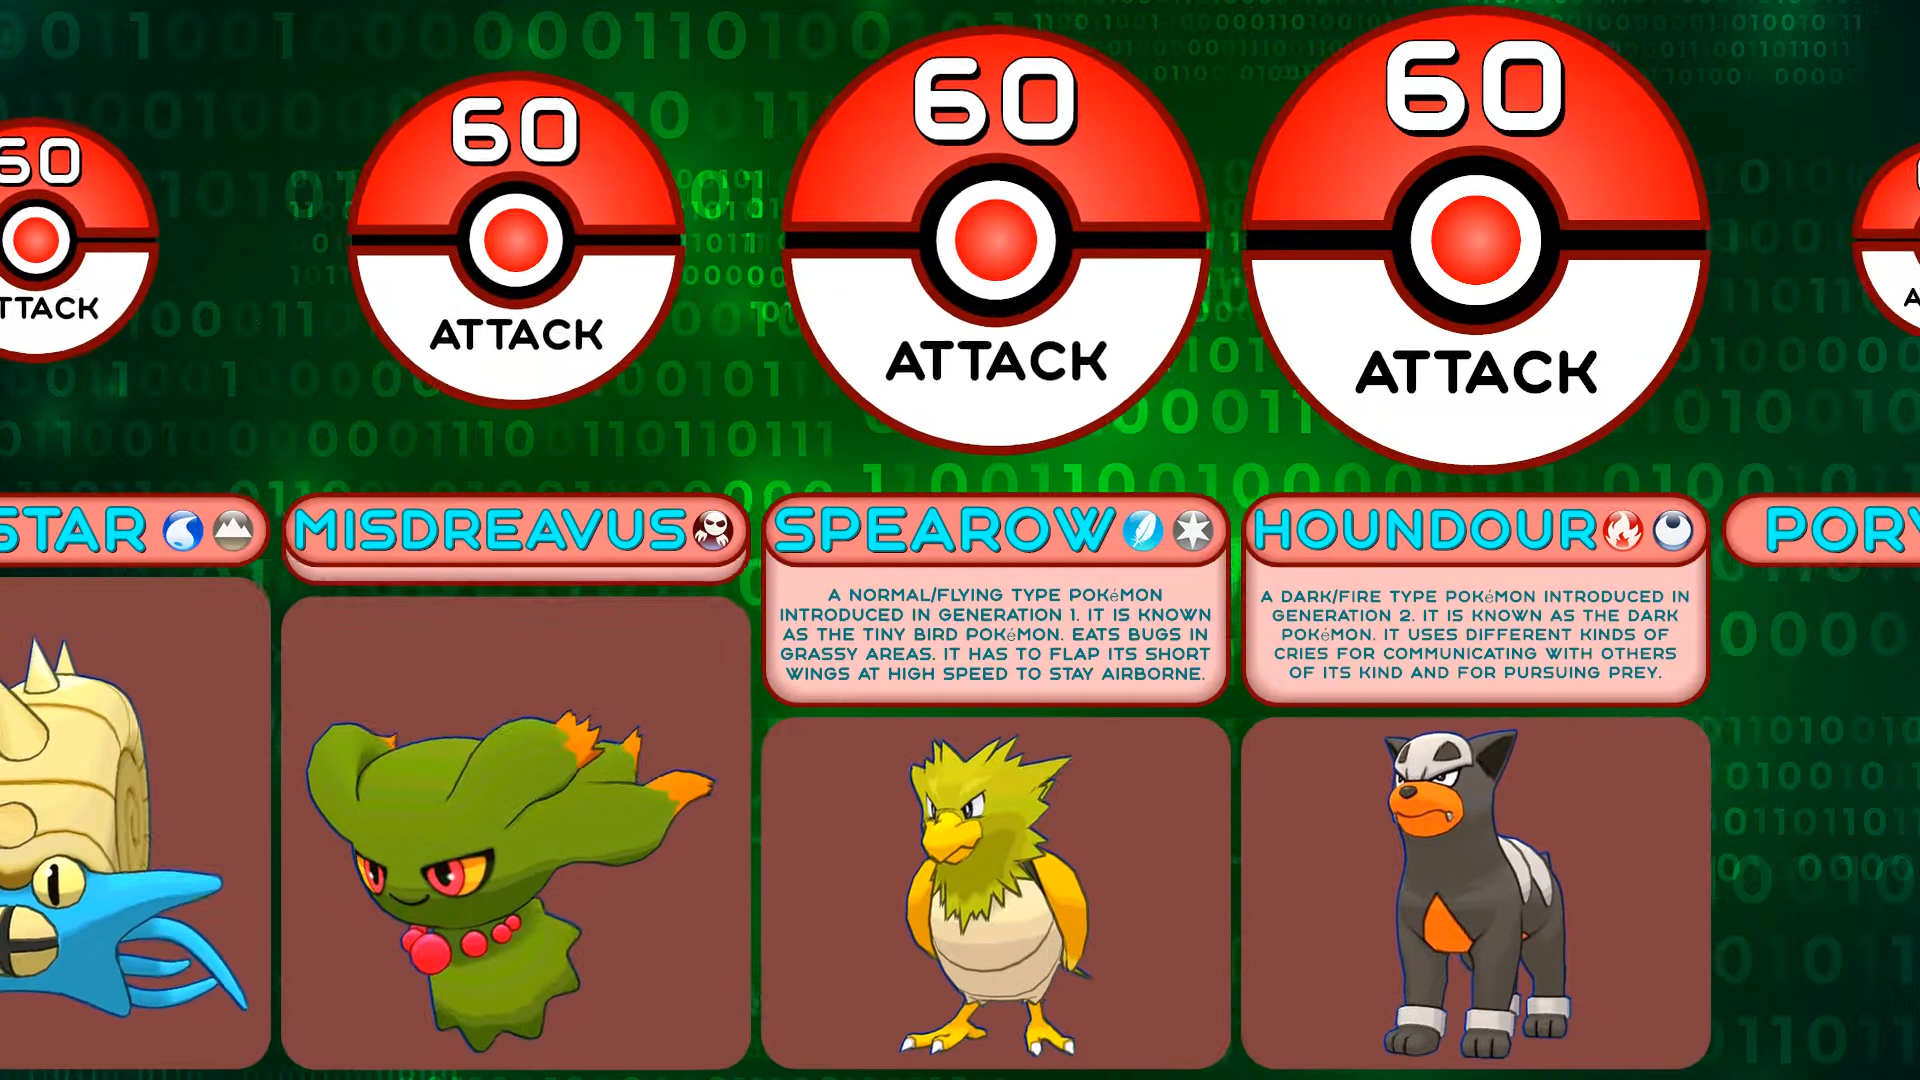 60
60
60
60
TTACK
ATTACK
ATTACK
ATTACK
A
STAR
MISDREAVUS
SPEAROW
HOUNDOUR
PORY
A NORMAL/FLYING TYPE POKéMON
INTRODUCED IN GENERATION 1. IT IS KNOWN
AS THE TINY BIRD POKéMON. EATS BUGS IN
GRASSY AREAS. IT HAS TO FLAP ITS SHORT
WINGS AT HIGH SPEED TO STAY AIRBORNE.
A DARK/FIRE TYPE POKéMON INTRODUCED IN
GENERATION 2. IT IS KNOWN AS THE DARK
POKéMON. IT USES DIFFERENT KINDS OF
CRIES FOR COMMUNICATING WITH OTHERS
OF ITS KIND AND FOR PURSUING PREY.